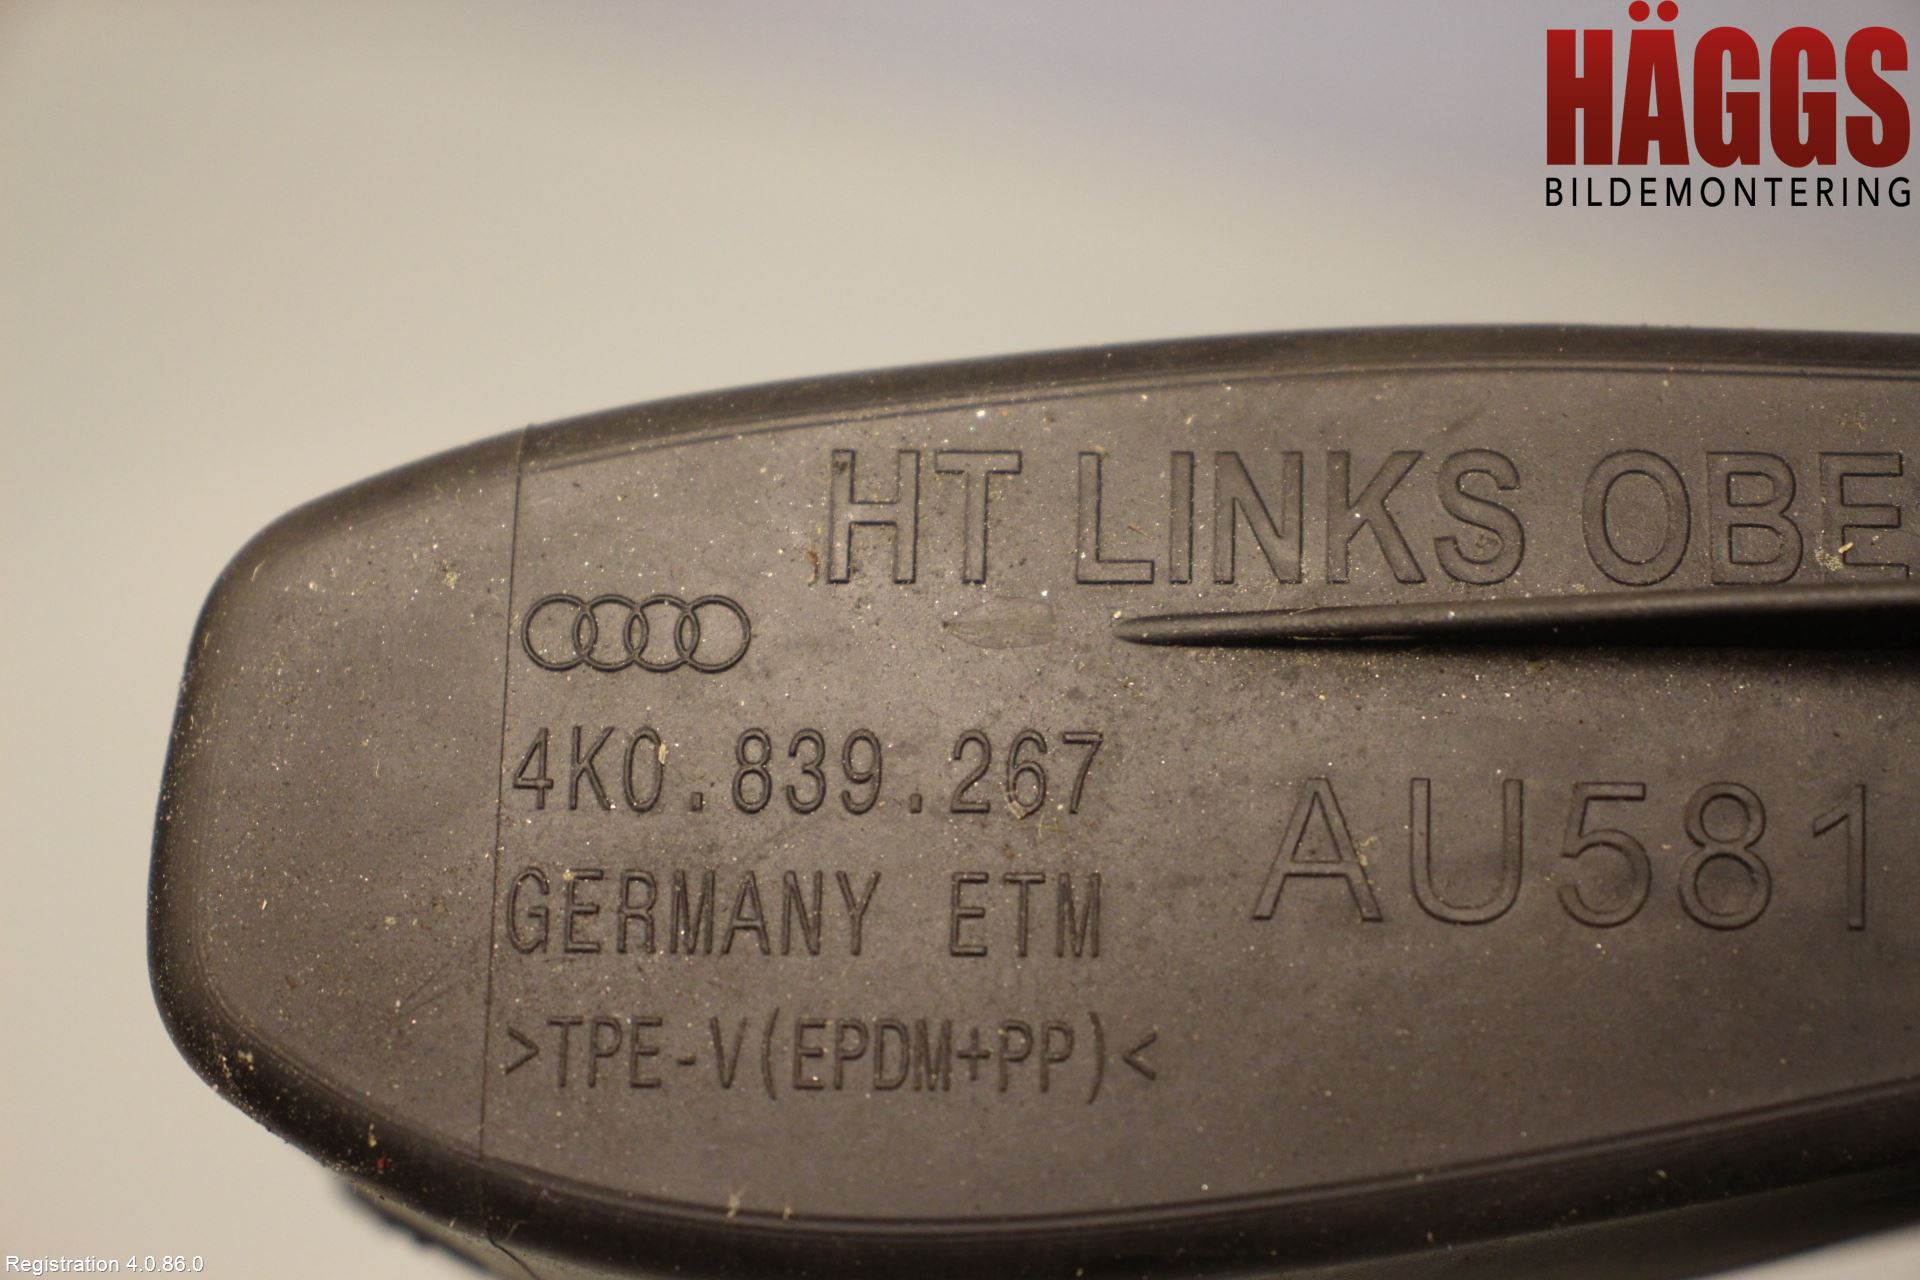 HÄGGS
BILDEMONTERING
HT LINKS OBE
4K0.839.267
AU581
GERMANY ETM
>TPE-V(EPDM+PP)<
Registration 4.0.86.0